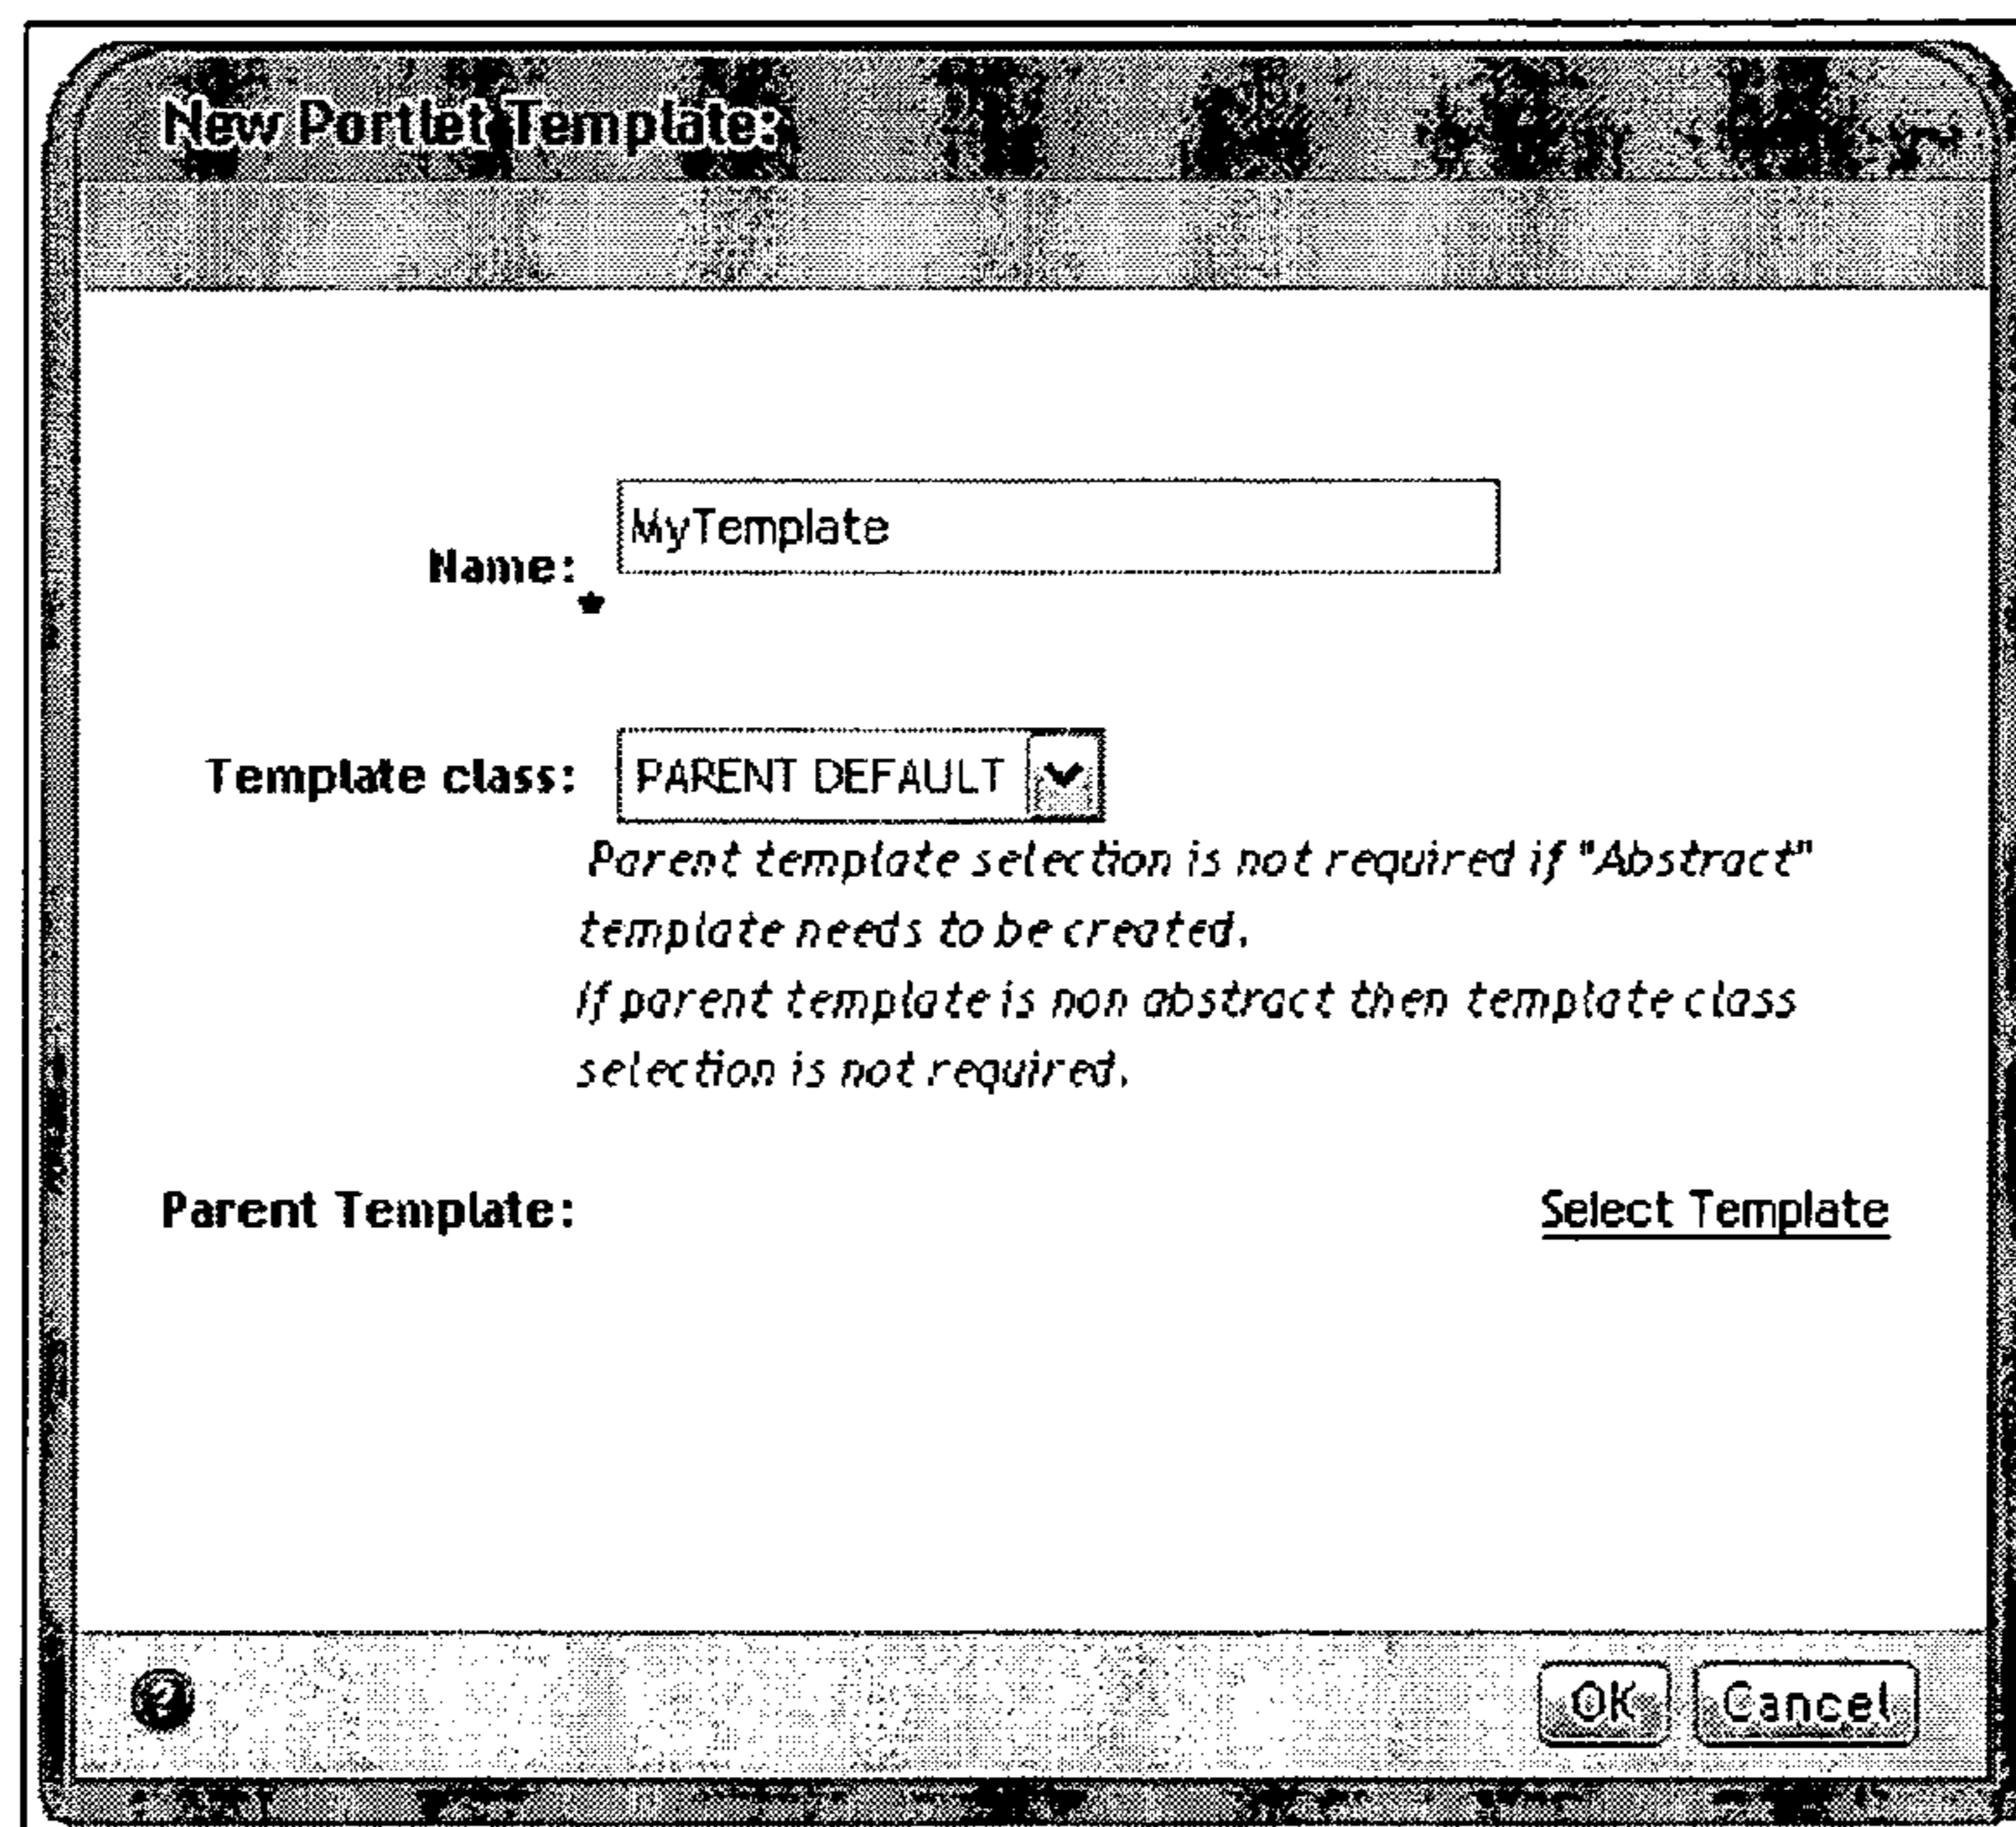 New Portlet Template:
MyTemplate
Name:
*
Template class: PARENT DEFAULT
Parent template selection is not required if "Abstract"
template needs to be created.
If parent template is non abstract then template class
selection is not required.
Parent Template: Select Template
? OK Cancel